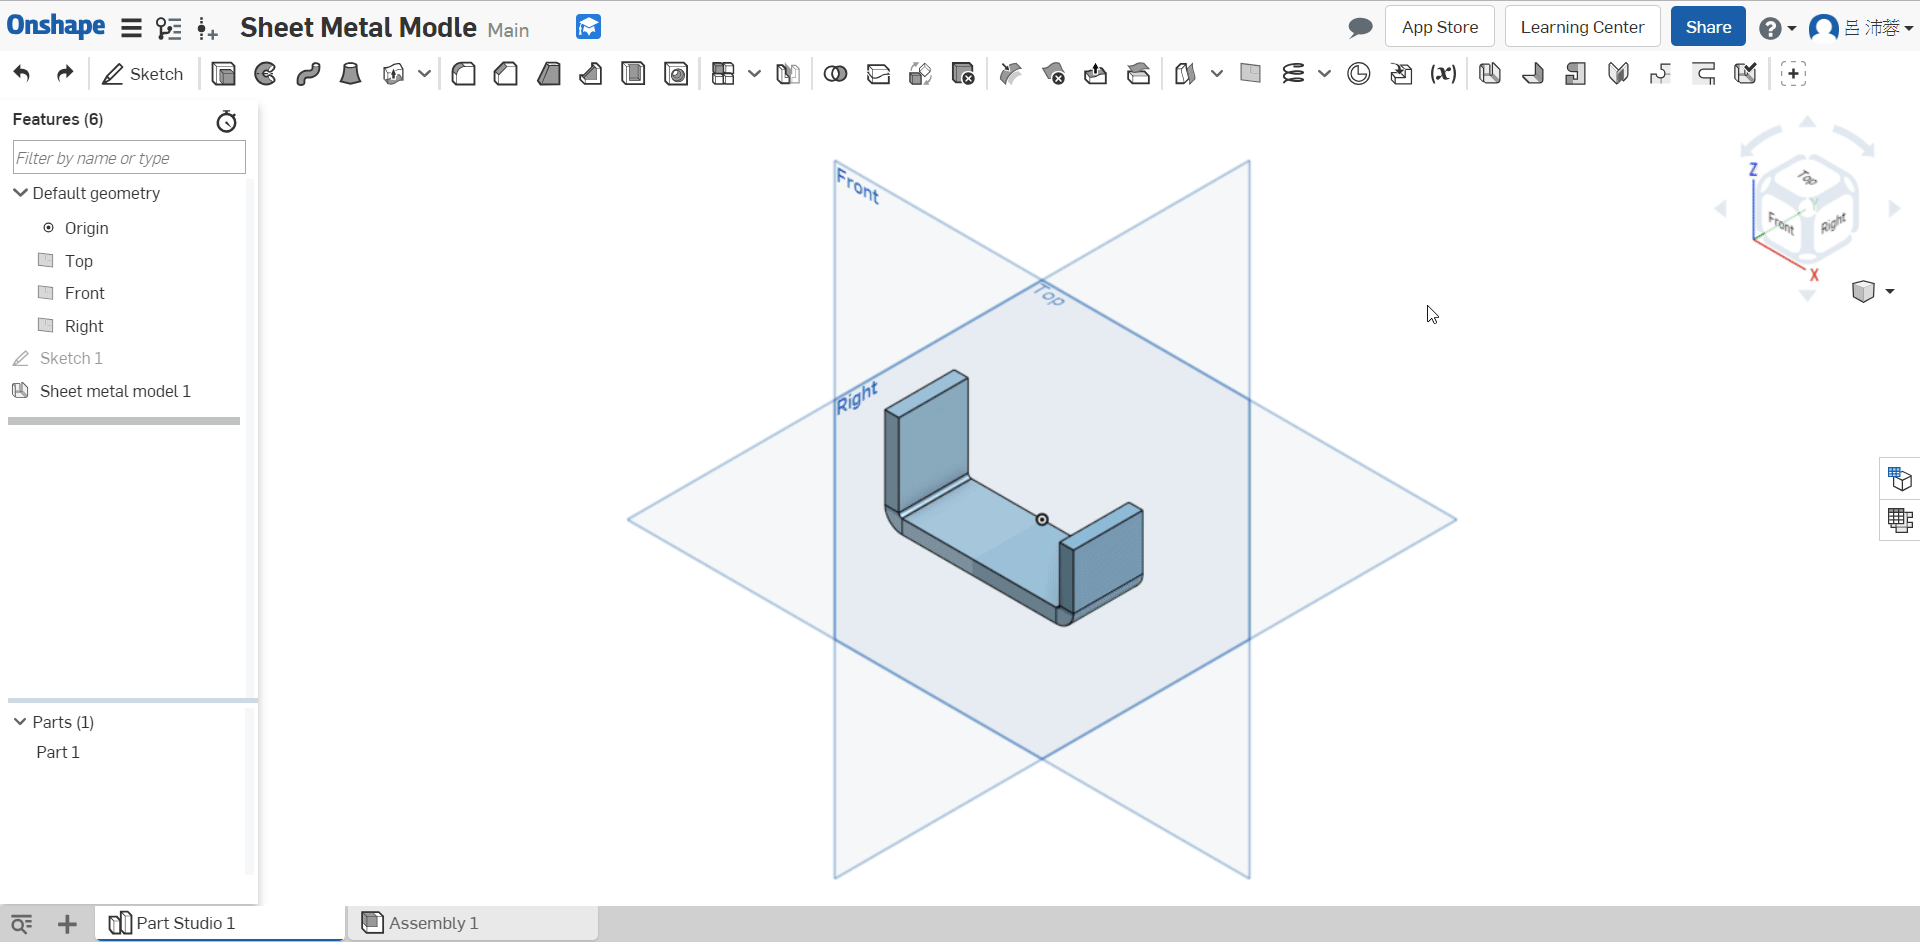 Onshape
Sheet Metal Modle Main
App Store
Learning Center
Share
呂 沛蓉
Sketch
(x)
Features (6)
Filter by name or type
Default geometry
Origin
Top
Front
Right
Sketch 1
Sheet metal model 1
Parts (1)
Part 1
Front
Top
Right
Z
Top
Y
Front
Right
X
Part Studio 1
Assembly 1